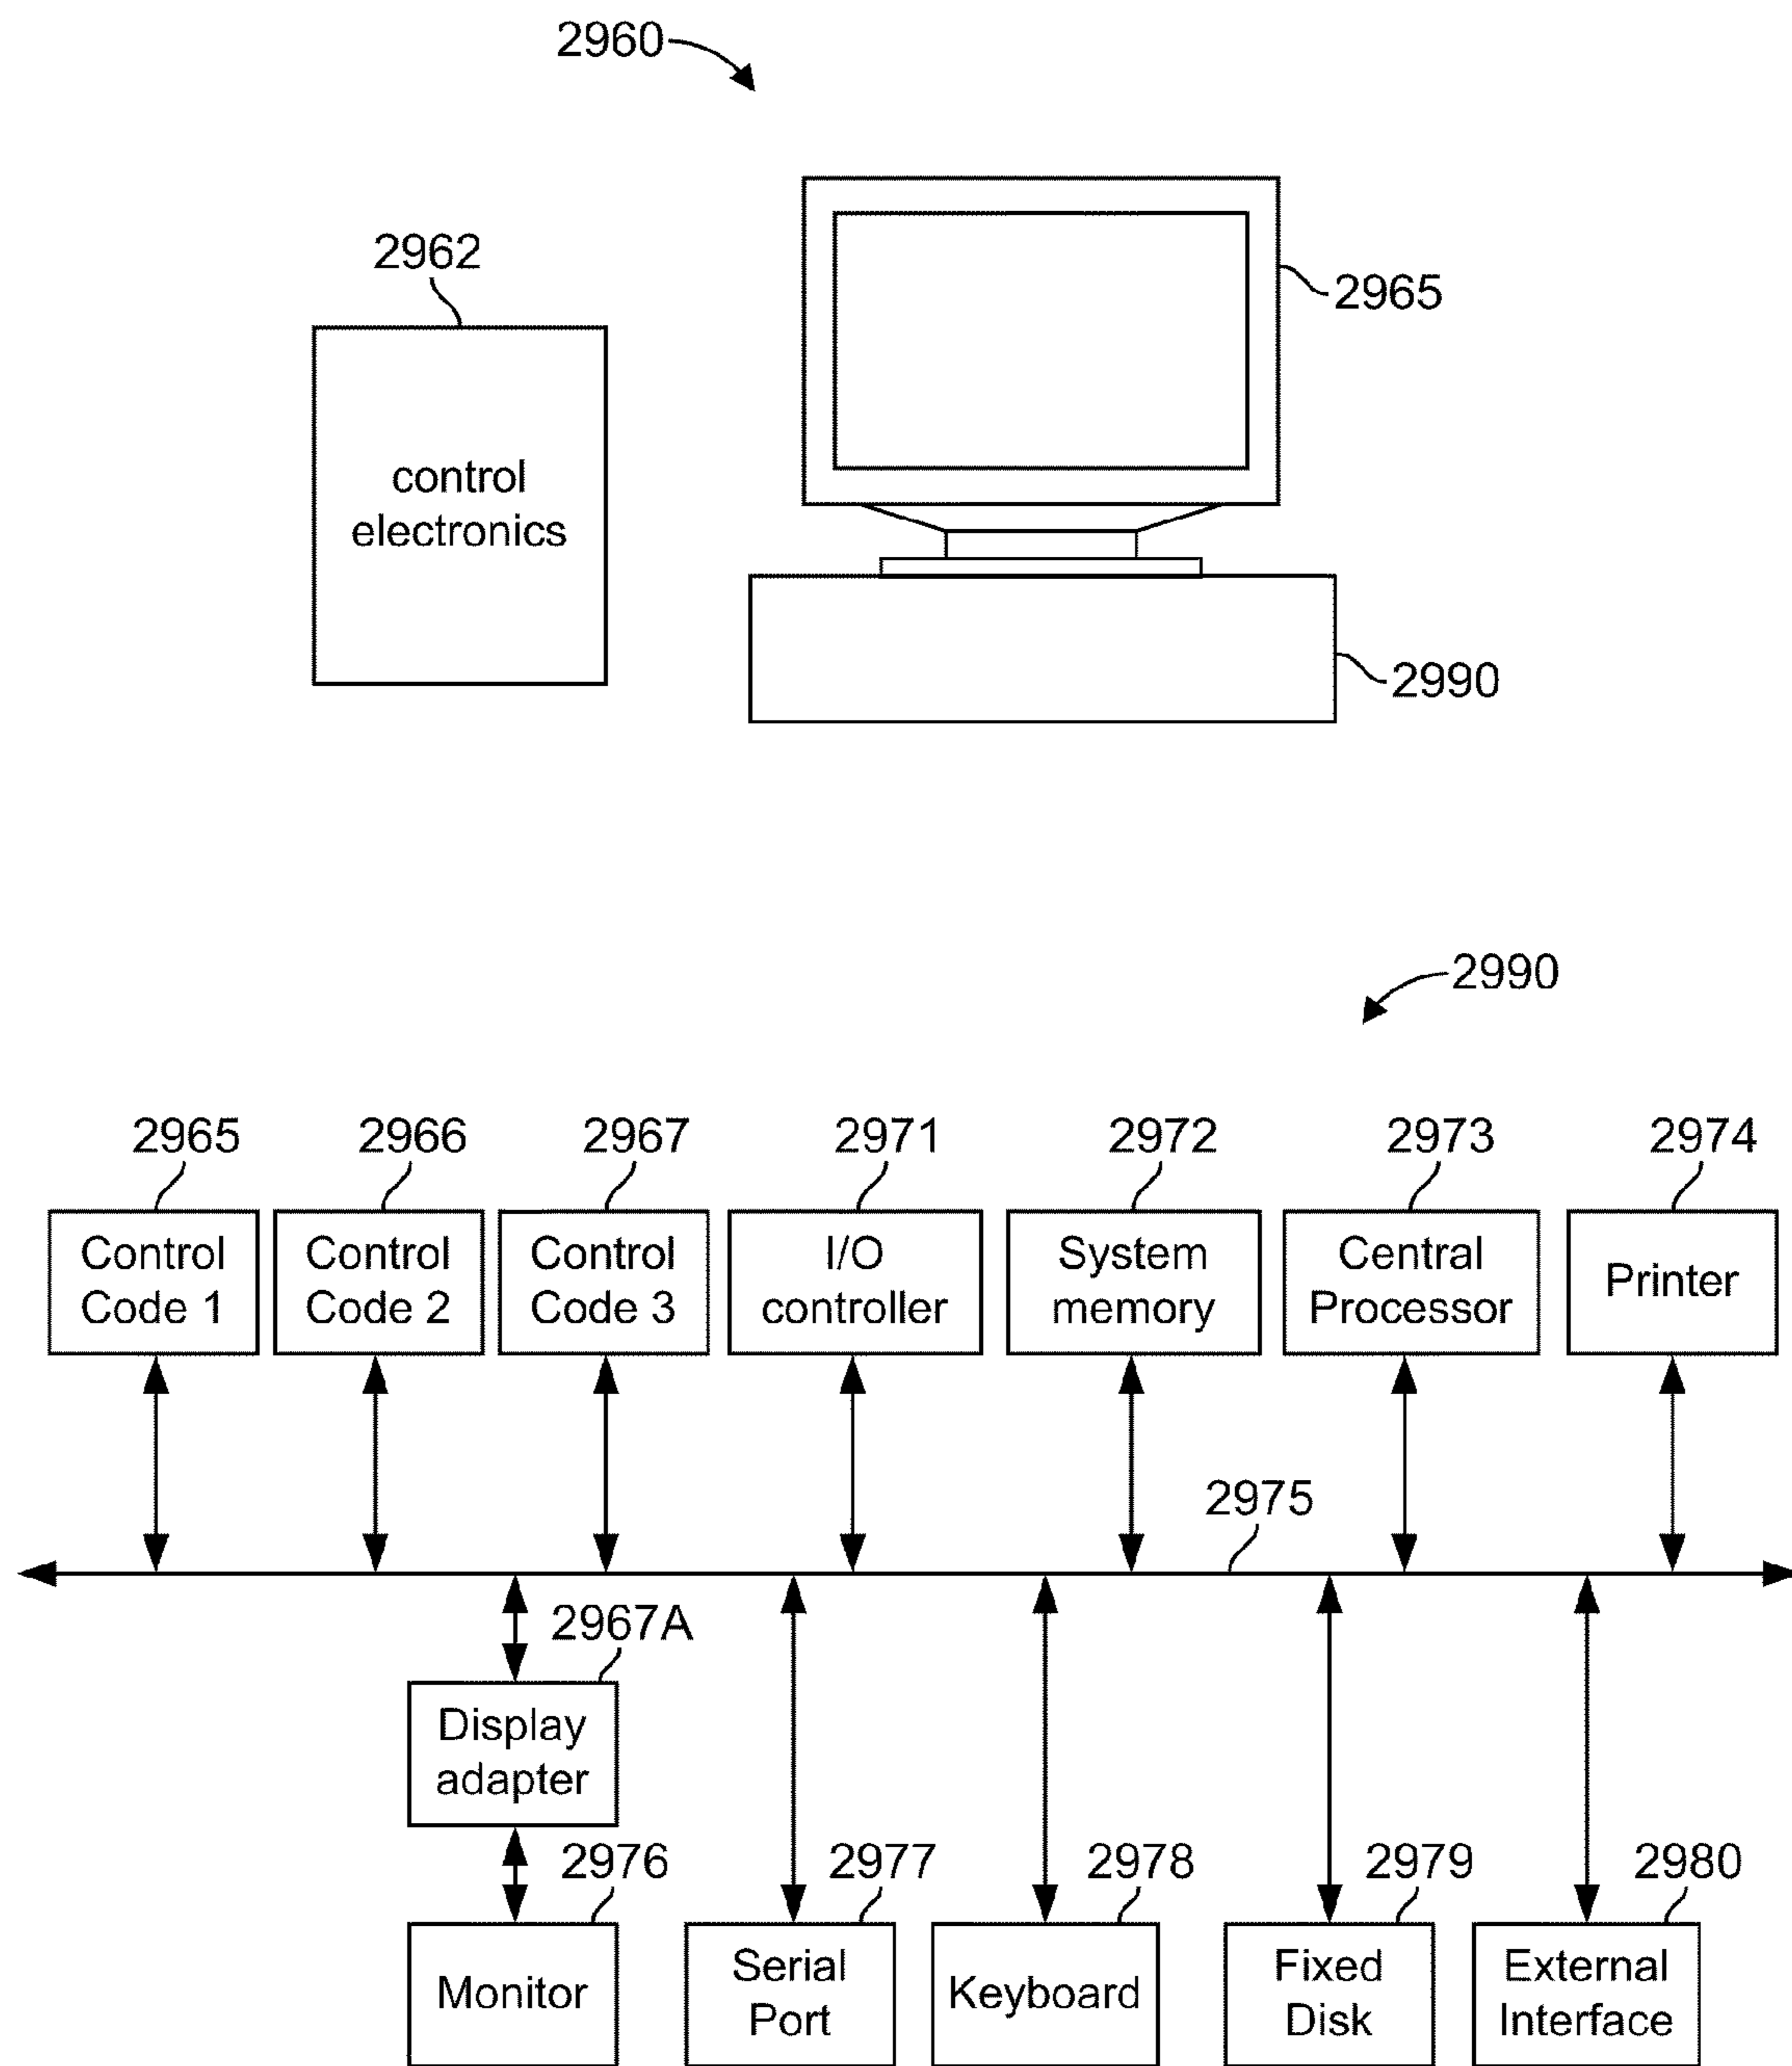 2960
2962
2965
control
electronics
2990
2990
2965
2966
2967
2971
2972
2973
2974
Control
Code 1
Control
Code 2
Control
Code 3
I/O
controller
System
memory
Central
Processor
Printer
2975
2967A
Display
adapter
2976
2977
2978
2979
2980
Monitor
Serial
Port
Keyboard
Fixed
Disk
External
Interface